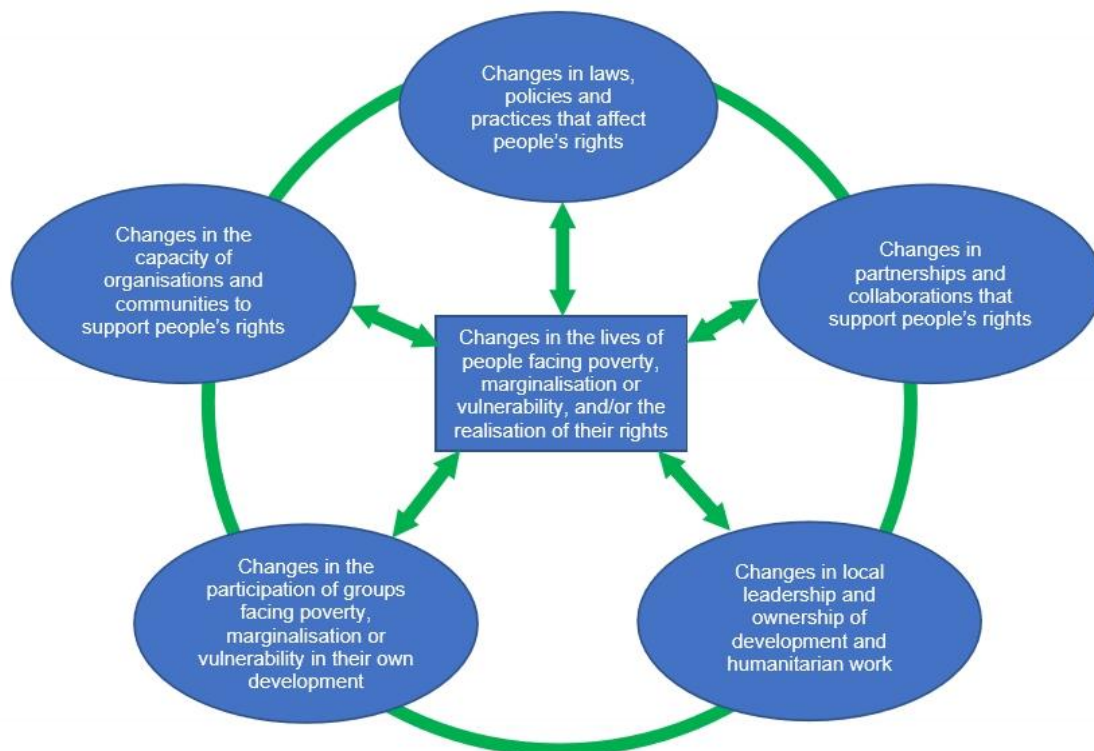 Changes in laws,
policies and
practices that affect
people’s rights
Changes in the
capacity of
organisations and
communities to
support people’s rights
Changes in
partnerships and
collaborations that
support people’s rights
Changes in the lives of
people facing poverty,
marginalisation or
vulnerability, and/or the
realisation of their rights
Changes in the
participation of groups
facing poverty,
marginalisation or
vulnerability in their own
development
Changes in local
leadership and
ownership of
development and
humanitarian work